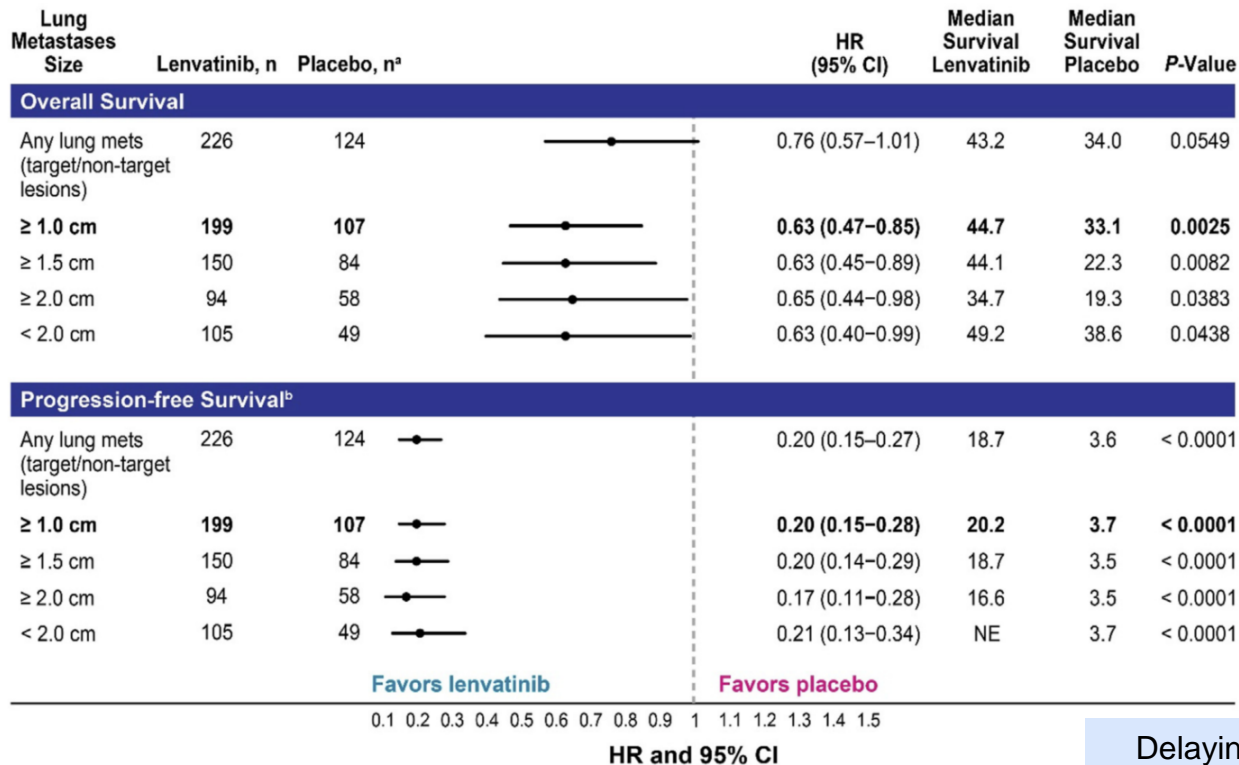 Lung Metastases Size Lenvatinib, n Placebo, nᵃ HR (95% CI) Median Survival Lenvatinib Median Survival Placebo P-Value
Overall Survival
Any lung mets (target/non-target lesions) 226 124 0.76 (0.57–1.01) 43.2 34.0 0.0549
≥ 1.0 cm 199 107 0.63 (0.47–0.85) 44.7 33.1 0.0025
≥ 1.5 cm 150 84 0.63 (0.45–0.89) 44.1 22.3 0.0082
≥ 2.0 cm 94 58 0.65 (0.44–0.98) 34.7 19.3 0.0383
< 2.0 cm 105 49 0.63 (0.40–0.99) 49.2 38.6 0.0438
Progression-free Survivalᵇ
Any lung mets (target/non-target lesions) 226 124 0.20 (0.15–0.27) 18.7 3.6 < 0.0001
≥ 1.0 cm 199 107 0.20 (0.15–0.28) 20.2 3.7 < 0.0001
≥ 1.5 cm 150 84 0.20 (0.14–0.29) 18.7 3.5 < 0.0001
≥ 2.0 cm 94 58 0.17 (0.11–0.28) 16.6 3.5 < 0.0001
< 2.0 cm 105 49 0.21 (0.13–0.34) NE 3.7 < 0.0001
Favors lenvatinib Favors placebo
0.1 0.2 0.3 0.4 0.5 0.6 0.7 0.8 0.9 1 1.1 1.2 1.3 1.4 1.5
HR and 95% CI
Delayin